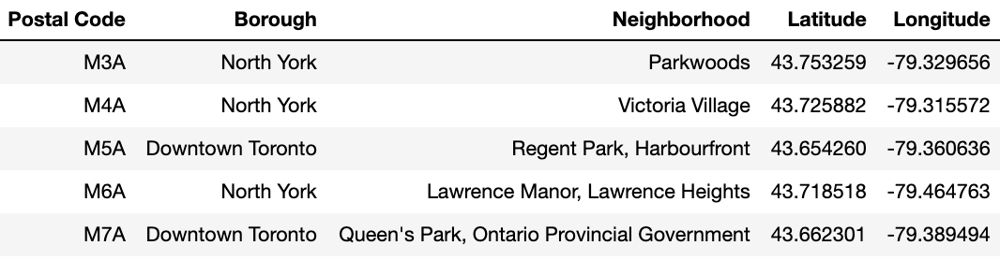 Postal Code Borough Neighborhood Latitude Longitude
M3A North York Parkwoods 43.753259 -79.329656
M4A North York Victoria Village 43.725882 -79.315572
M5A Downtown Toronto Regent Park, Harbourfront 43.654260 -79.360636
M6A North York Lawrence Manor, Lawrence Heights 43.718518 -79.464763
M7A Downtown Toronto Queen's Park, Ontario Provincial Government 43.662301 -79.389494